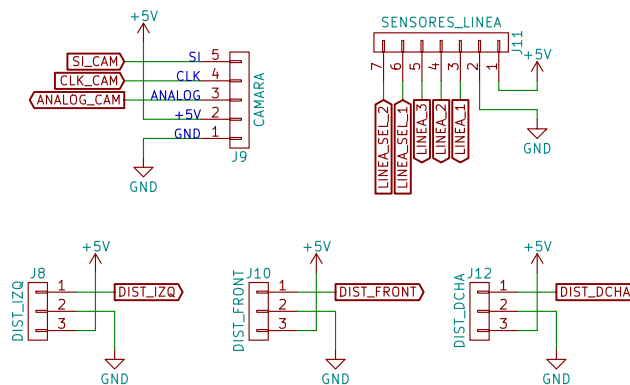 +5V
SI_CAM
SI
5
CLK_CAM
CLK
4
ANALOG_CAM
ANALOG
3
+5V
2
GND
1
CAMARA
J9
GND
SENSORES_LINEA
J11
7
6
5
4
3
2
1
+5V
GND
LINEA_SEL_2
LINEA_SEL_1
LINEA_3
LINEA_2
LINEA_1
+5V
J8
1
2
3
DIST_IZQ
DIST_IZQ
GND
+5V
J10
1
2
3
DIST_FRONT
DIST_FRONT
GND
+5V
J12
1
2
3
DIST_DCHA
DIST_DCHA
GND